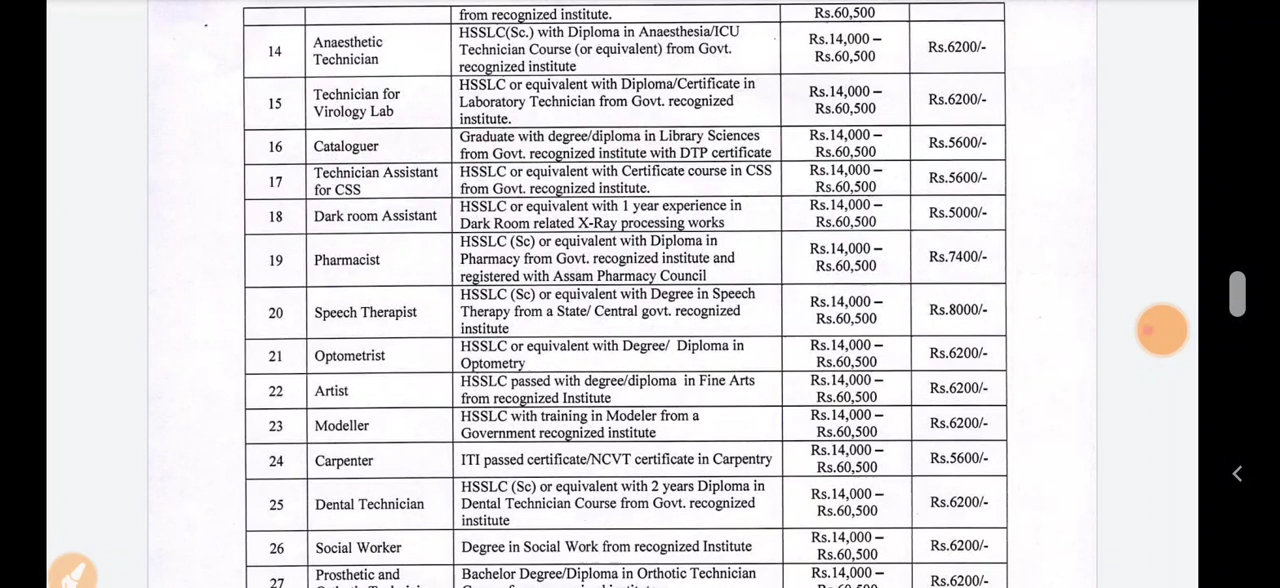 from recognized institute. Rs.60,500
14 Anaesthetic Technician HSSLC(Sc.) with Diploma in Anaesthesia/ICU Technician Course (or equivalent) from Govt. recognized institute Rs.14,000 – Rs.60,500 Rs.6200/-
15 Technician for Virology Lab HSSLC or equivalent with Diploma/Certificate in Laboratory Technician from Govt. recognized institute. Rs.14,000 – Rs.60,500 Rs.6200/-
16 Cataloguer Graduate with degree/diploma in Library Sciences from Govt. recognized institute with DTP certificate Rs.14,000 – Rs.60,500 Rs.5600/-
17 Technician Assistant for CSS HSSLC or equivalent with Certificate course in CSS from Govt. recognized institute. Rs.14,000 – Rs.60,500 Rs.5600/-
18 Dark room Assistant HSSLC or equivalent with 1 year experience in Dark Room related X-Ray processing works Rs.14,000 – Rs.60,500 Rs.5000/-
19 Pharmacist HSSLC (Sc) or equivalent with Diploma in Pharmacy from Govt. recognized institute and registered with Assam Pharmacy Council Rs.14,000 – Rs.60,500 Rs.7400/-
20 Speech Therapist HSSLC (Sc) or equivalent with Degree in Speech Therapy from a State/ Central govt. recognized institute Rs.14,000 – Rs.60,500 Rs.8000/-
21 Optometrist HSSLC or equivalent with Degree/ Diploma in Optometry Rs.14,000 – Rs.60,500 Rs.6200/-
22 Artist HSSLC passed with degree/diploma in Fine Arts from recognized Institute Rs.14,000 – Rs.60,500 Rs.6200/-
23 Modeller HSSLC with training in Modeler from a Government recognized institute Rs.14,000 – Rs.60,500 Rs.6200/-
24 Carpenter ITI passed certificate/NCVT certificate in Carpentry Rs.14,000 – Rs.60,500 Rs.5600/-
25 Dental Technician HSSLC (Sc) or equivalent with 2 years Diploma in Dental Technician Course from Govt. recognized institute Rs.14,000 – Rs.60,500 Rs.6200/-
26 Social Worker Degree in Social Work from recognized Institute Rs.14,000 – Rs.60,500 Rs.6200/-
27 Prosthetic and Bachelor Degree/Diploma in Orthotic Technician Rs.14,000 – Rs.6200/-